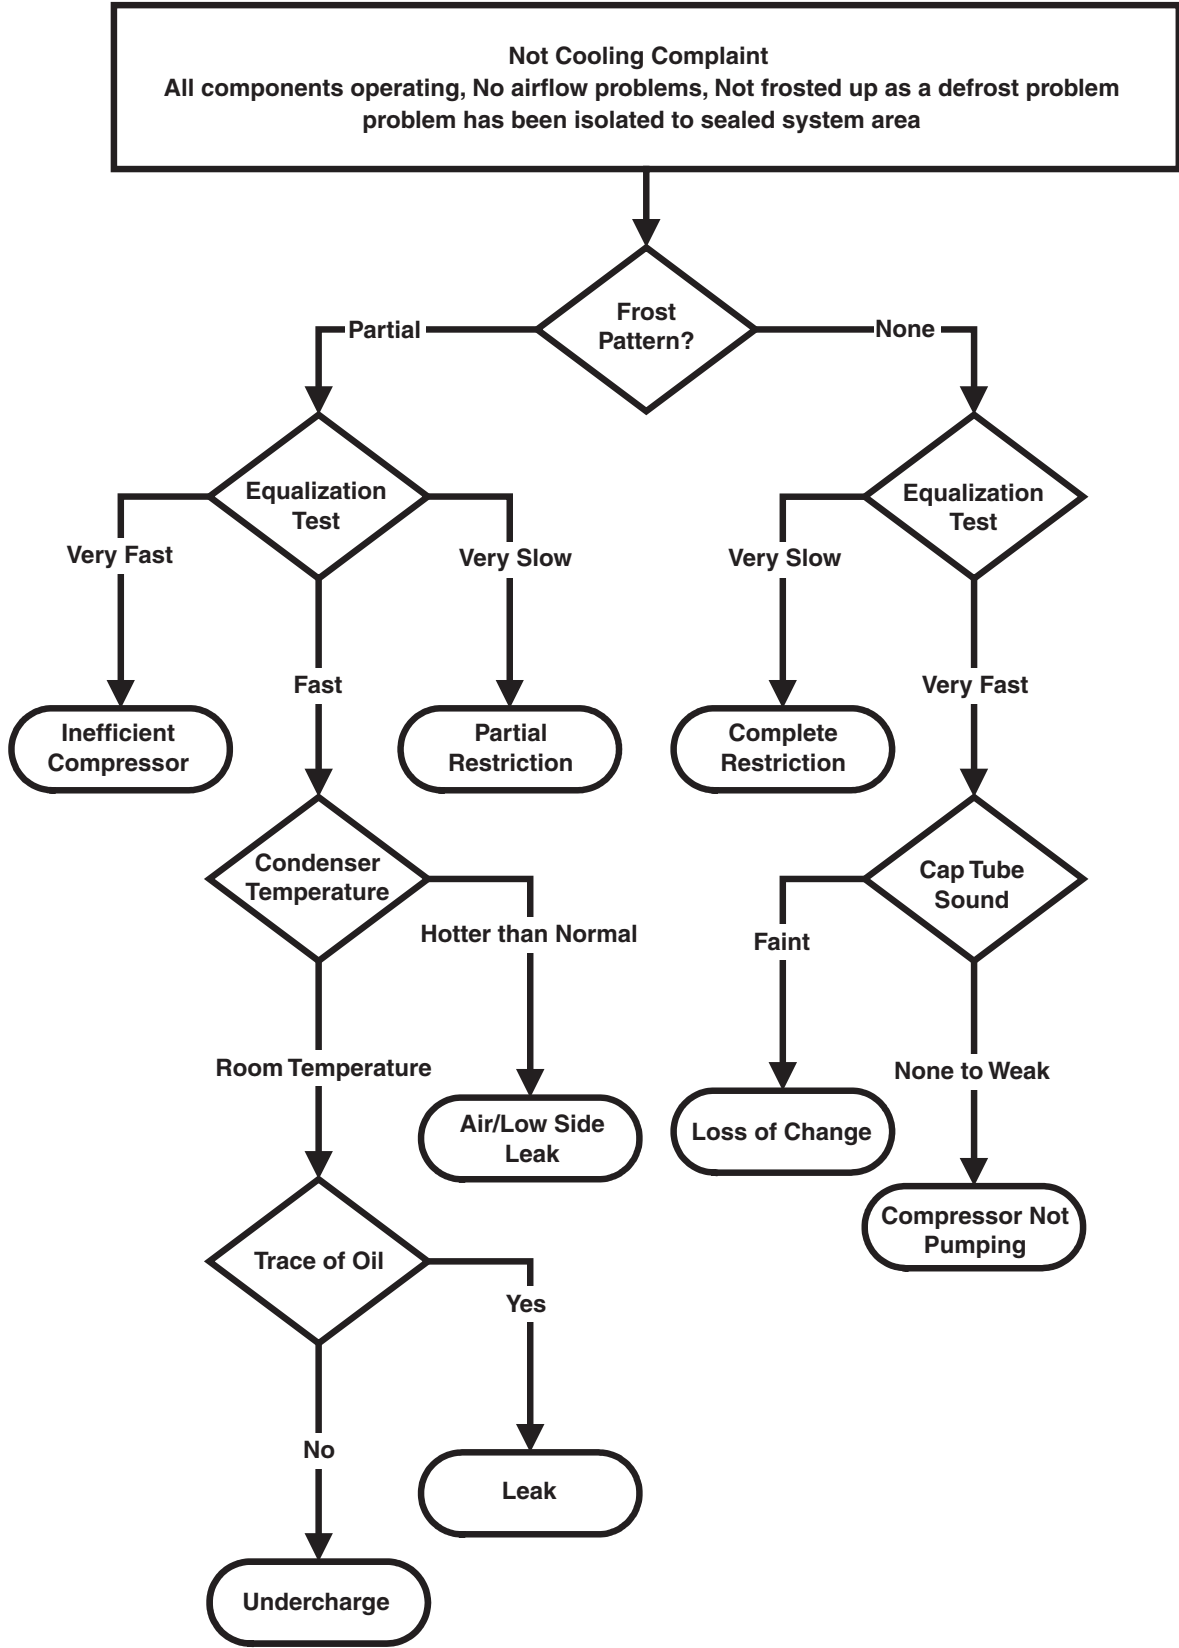 Not Cooling Complaint
All components operating, No airflow problems, Not frosted up as a defrost problem
problem has been isolated to sealed system area
Frost
Pattern?
Partial
None
Equalization
Test
Equalization
Test
Very Fast
Very Slow
Very Slow
Fast
Very Fast
Inefficient
Compressor
Partial
Restriction
Complete
Restriction
Condenser
Temperature
Cap Tube
Sound
Hotter than Normal
Faint
Room Temperature
None to Weak
Air/Low Side
Leak
Loss of Change
Compressor Not
Pumping
Trace of Oil
Yes
No
Leak
Undercharge